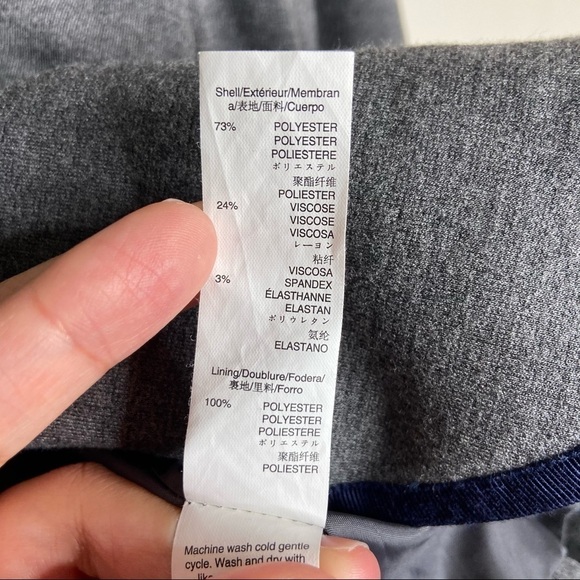 Shell/Extérieur/Membran
a/表地/面料/Cuerpo
73% POLYESTER
POLYESTER
POLIESTERE
ポリエステル
聚酯纤维
POLIESTER
24% VISCOSE
VISCOSE
VISCOSA
レーヨン
粘纤
VISCOSA
3% SPANDEX
ÉLASTHANNE
ELASTAN
ポリウレタン
氨纶
ELASTANO
Lining/Doublure/Fodera/
裏地/里料/Forro
100% POLYESTER
POLYESTER
POLIESTERE
ポリエステル
聚酯纤维
POLIESTER
Machine wash cold gentle
cycle. Wash and dry with
like